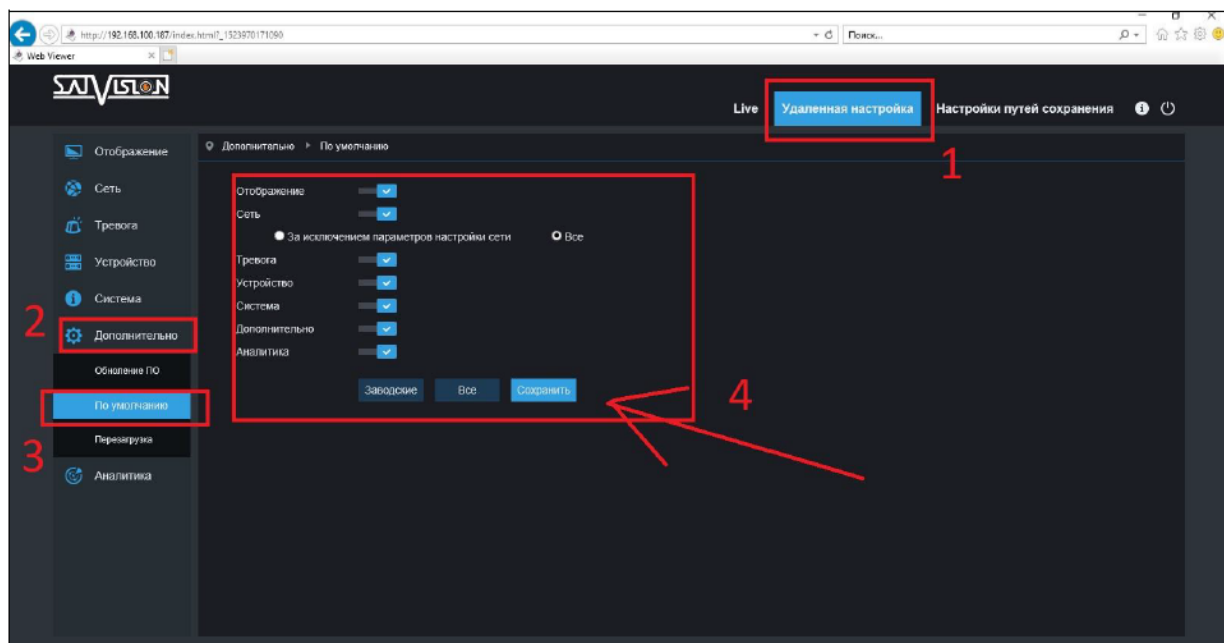 http://192.168.100.187/index.html?_1523970171090
Поиск...
Web Viewer
SATVISION
Live
Удаленная настройка
Настройки путей сохранения
1
Отображение
Сеть
Тревога
Устройство
Система
2
Дополнительно
Обновление ПО
По умолчанию
3
Перезагрузка
Аналитика
Дополнительно
По умолчанию
Отображение
Сеть
За исключением параметров настройки сети
Все
Тревога
Устройство
Система
Дополнительно
Аналитика
Заводские
Все
Сохранить
4